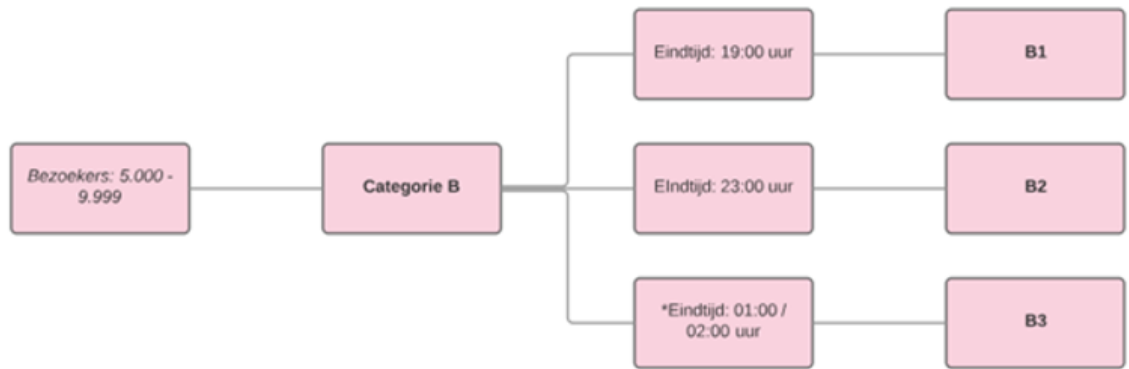 Eindtijd: 19:00 uur
B1
Bezoekers: 5.000 -
9.999
Categorie B
EIndtijd: 23:00 uur
B2
*Eindtijd: 01:00 /
02:00 uur
B3